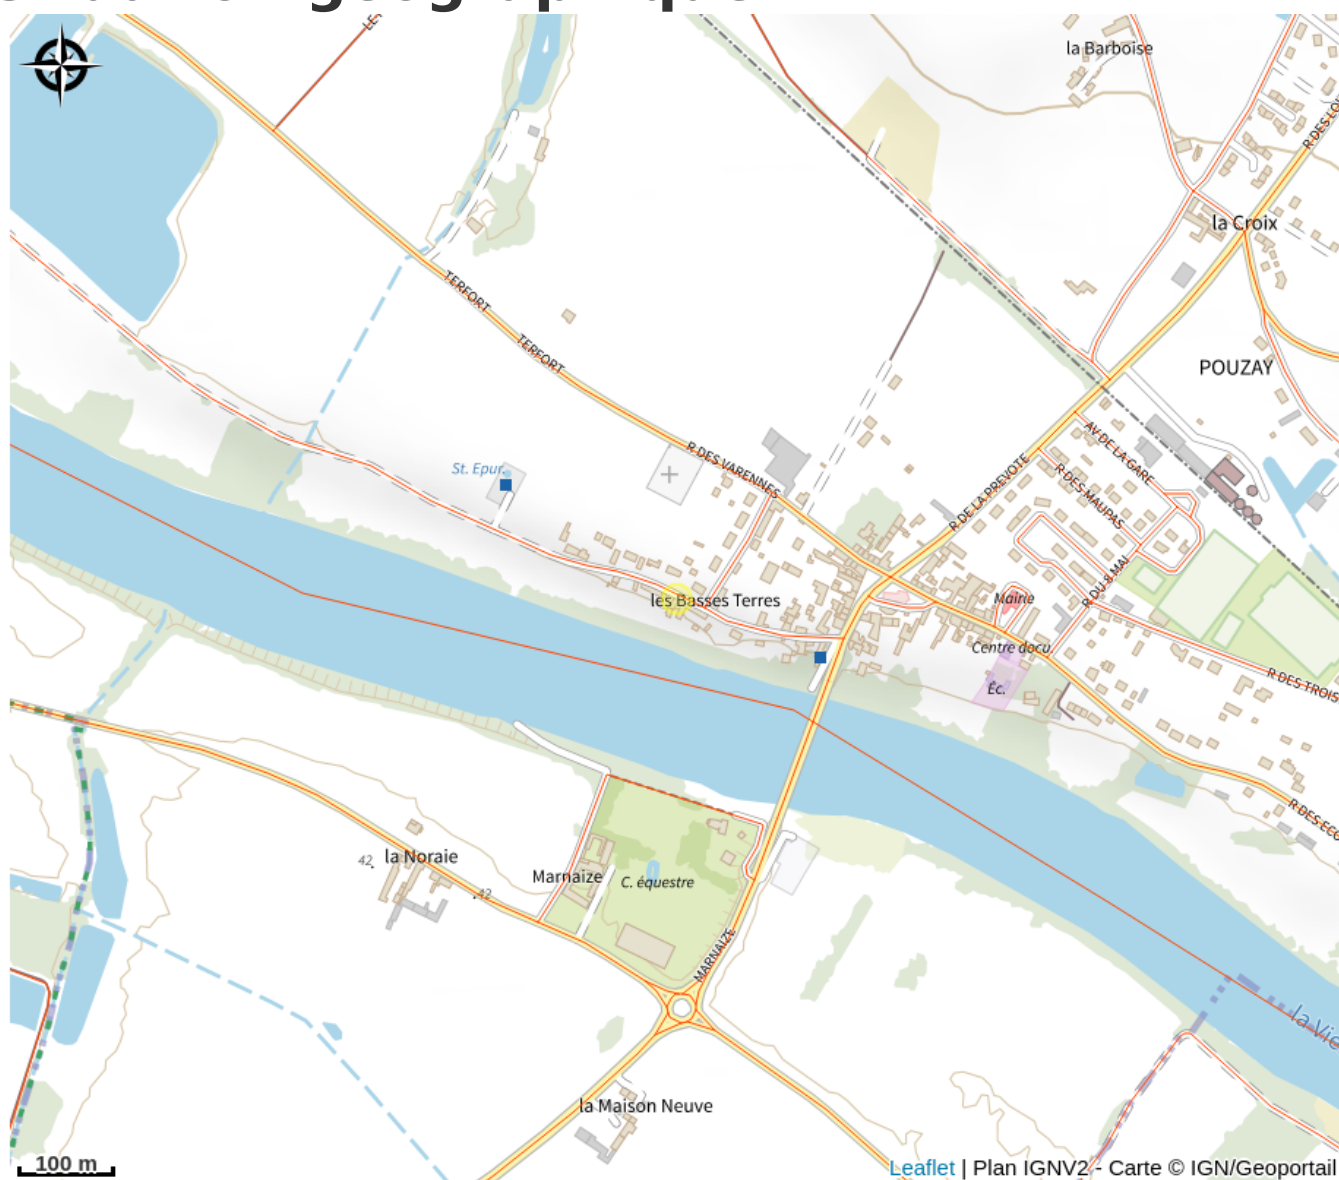 la Barboise
R DES LO
la Croix
TERFORT
TERFORT
POUZAY
AV DE LA GARE
R DES VARENNES
R DE LA PREVOTE
R DES MAUPAS
St. Epur.
R DU 8 MAI
les Basses Terres
Mairie
Centre docu.
Éc.
R DES TROIS
R DES ECO
la Noraie
42
42
Marnaize
C. équestre
MARNAIZE
la Vie
la Maison Neuve
100 m
Leaflet | Plan IGNV2 - Carte © IGN/Geoportail